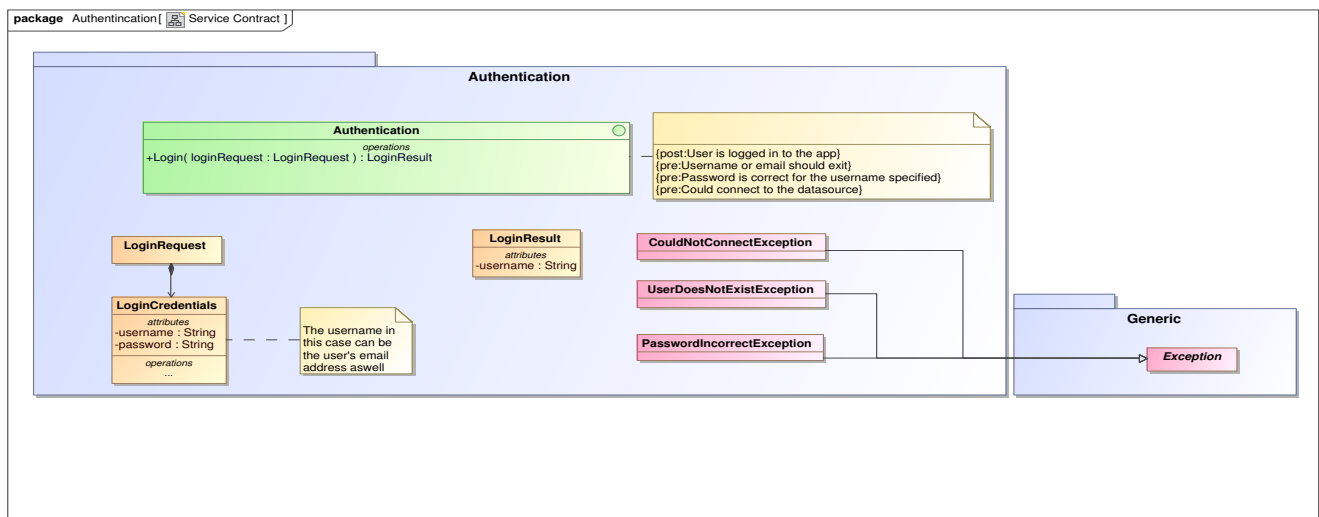 package Authentincation[ Service Contract ]
Authentication
Authentication
operations
+Login( loginRequest : LoginRequest ) : LoginResult
{post:User is logged in to the app}
{pre:Username or email should exit}
{pre:Password is correct for the username specified}
{pre:Could connect to the datasource}
LoginRequest
LoginResult
attributes
-username : String
CouldNotConnectException
UserDoesNotExistException
PasswordIncorrectException
LoginCredentials
attributes
-username : String
-password : String
operations
...
The username in
this case can be
the user's email
address aswell
Generic
Exception